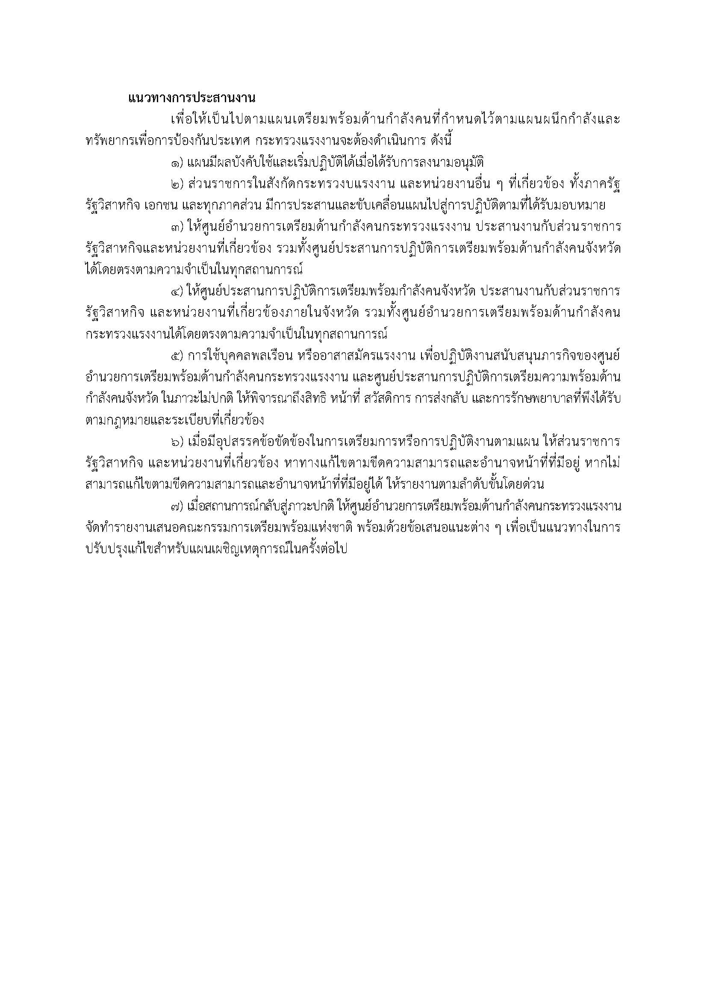 แนวทางการประสานงาน
เพื่อให้เป็นไปตามแผนเตรียมพร้อมด้านกำลังคนที่กำหนดไว้ตามแผนผนึกกำลังและ
ทรัพยากรเพื่อการป้องกันประเทศ กระทรวงแรงงานจะต้องดำเนินการ ดังนี้
๑) แผนมีผลบังคับใช้และเริ่มปฏิบัติได้เมื่อได้รับการลงนามอนุมัติ
๒) ส่วนราชการในสังกัดกระทรวงบแรงงาน และหน่วยงานอื่น ๆ ที่เกี่ยวข้อง ทั้งภาครัฐ
รัฐวิสาหกิจ เอกชน และทุกภาคส่วน มีการประสานและขับเคลื่อนแผนไปสู่การปฏิบัติตามที่ได้รับมอบหมาย
๓) ให้ศูนย์อำนวยการเตรียมด้านกำลังคนกระทรวงแรงงาน ประสานงานกับส่วนราชการ
รัฐวิสาหกิจและหน่วยงานที่เกี่ยวข้อง รวมทั้งศูนย์ประสานการปฏิบัติการเตรียมพร้อมด้านกำลังคนจังหวัด
ได้โดยตรงตามความจำเป็นในทุกสถานการณ์
๔) ให้ศูนย์ประสานการปฏิบัติการเตรียมพร้อมกำลังคนจังหวัด ประสานงานกับส่วนราชการ
รัฐวิสาหกิจ และหน่วยงานที่เกี่ยวข้องภายในจังหวัด รวมทั้งศูนย์อำนวยการเตรียมพร้อมด้านกำลังคน
กระทรวงแรงงานได้โดยตรงตามความจำเป็นในทุกสถานการณ์
๕) การใช้บุคคลพลเรือน หรืออาสาสมัครแรงงาน เพื่อปฏิบัติงานสนับสนุนภารกิจของศูนย์
อำนวยการเตรียมพร้อมด้านกำลังคนกระทรวงแรงงาน และศูนย์ประสานการปฏิบัติการเตรียมความพร้อมด้าน
กำลังคนจังหวัด ในภาวะไม่ปกติ ให้พิจารณาถึงสิทธิ หน้าที่ สวัสดิการ การส่งกลับ และการรักษพยาบาลที่พึงได้รับ
ตามกฎหมายและระเบียบที่เกี่ยวข้อง
๖) เมื่อมีอุปสรรคข้อขัดข้องในการเตรียมการหรือการปฏิบัติงานตามแผน ให้ส่วนราชการ
รัฐวิสาหกิจ และหน่วยงานที่เกี่ยวข้อง หาทางแก้ไขตามขีดความสามารถและอำนาจหน้าที่ที่มีอยู่ หากไม่
สามารถแก้ไขตามขีดความสามารถและอำนาจหน้าที่ที่มีอยู่ได้ ให้รายงานตามลำดับชั้นโดยด่วน
๗) เมื่อสถานการณ์กลับสู่ภาวะปกติ ให้ศูนย์อำนวยการเตรียมพร้อมด้านกำลังคนกระทรวงแรงงาน
จัดทำรายงานเสนอคณะกรรมการเตรียมพร้อมแห่งชาติ พร้อมด้วยข้อเสนอแนะต่าง ๆ เพื่อเป็นแนวทางในการ
ปรับปรุงแก้ไขสำหรับแผนเผชิญเหตุการณ์ในครั้งต่อไป